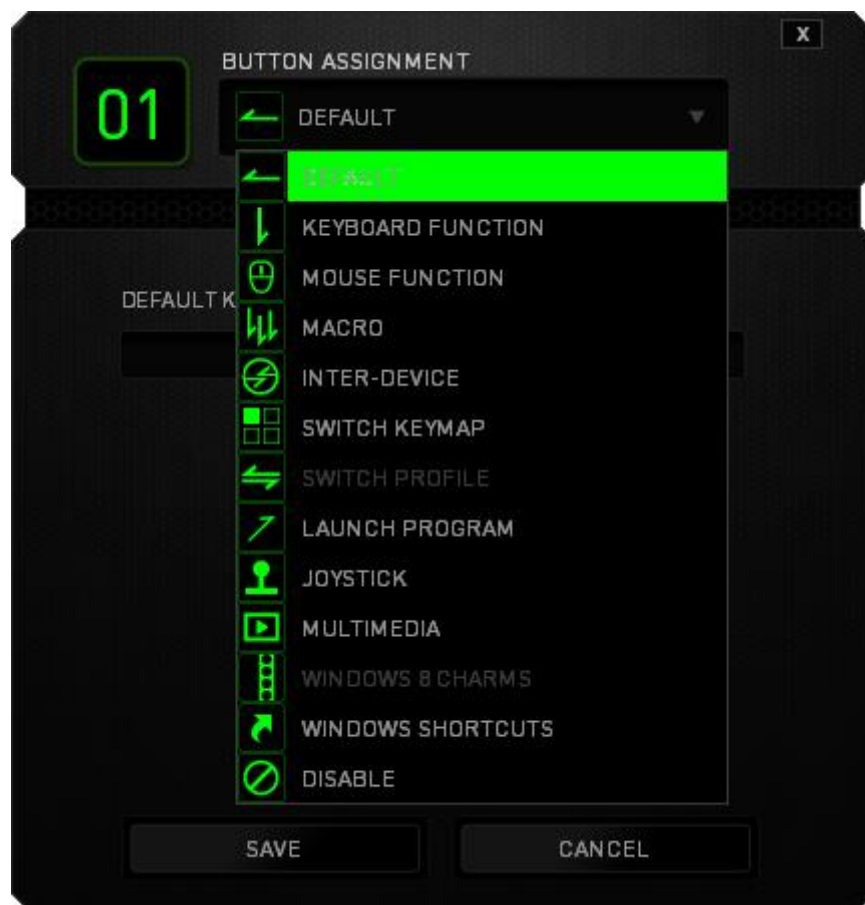 X
BUTTON ASSIGNMENT
01
DEFAULT
DEFAULT
KEYBOARD FUNCTION
MOUSE FUNCTION
DEFAULT K
MACRO
INTER-DEVICE
SWITCH KEYMAP
SWITCH PROFILE
LAUNCH PROGRAM
JOYSTICK
MULTIMEDIA
WINDOWS 8 CHARMS
WINDOWS SHORTCUTS
DISABLE
SAVE
CANCEL